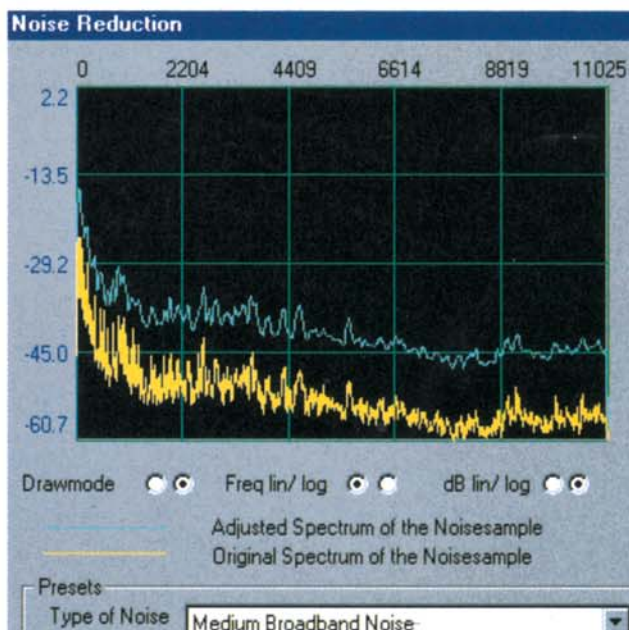 Noise Reduction
0 2204 4409 6614 8819 11025
2.2
-13.5
-29.2
-45.0
-60.7
Drawmode Freq lin/ log dB lin/ log
Adjusted Spectrum of the Noisesample
Original Spectrum of the Noisesample
Presets
Type of Noise Medium Broadband Noise